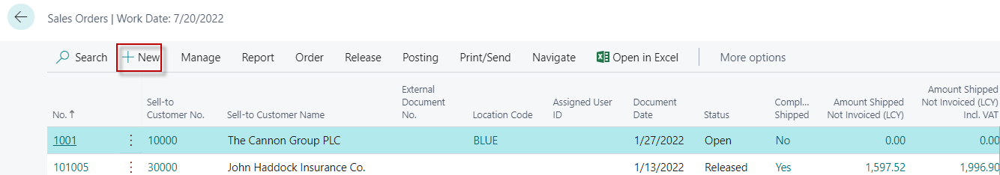 Sales Orders | Work Date: 7/20/2022
Search New Manage Report Order Release Posting Print/Send Navigate Open in Excel More options
No. ↑
Sell-to
Customer No.
Sell-to Customer Name
External
Document
No.
Location Code
Assigned User
ID
Document
Date
Status
Compl...
Shipped
Amount Shipped
Not Invoiced (LCY)
Amount Shipped
Not Invoiced (LCY)
Incl. VAT
1001 10000 The Cannon Group PLC BLUE 1/27/2022 Open No 0.00 0.00
101005 30000 John Haddock Insurance Co. 1/13/2022 Released Yes 1,597.52 1,996.90